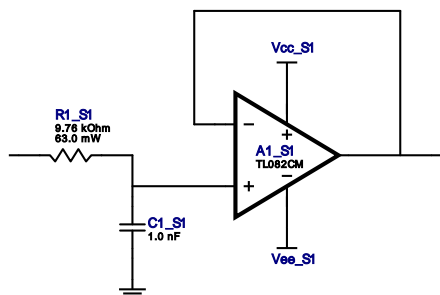 Vcc_S1
R1_S1
9.76 kOhm
63.0 mW
A1_S1
TL082CM
C1_S1
1.0 nF
Vee_S1